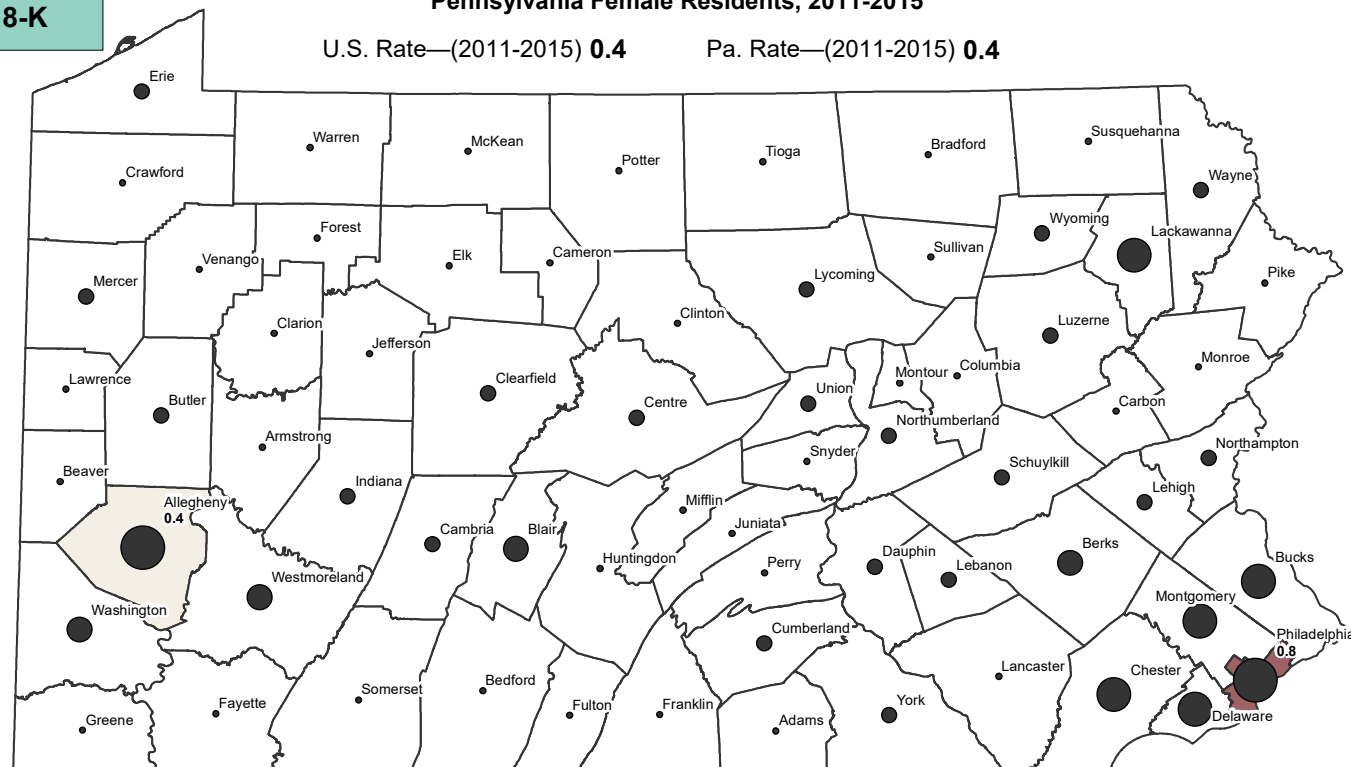 8-K
Pennsylvania Female Residents, 2011-2015
U.S. Rate—(2011-2015) 0.4
Pa. Rate—(2011-2015) 0.4
Erie
Warren
McKean
Potter
Tioga
Bradford
Susquehanna
Wayne
Crawford
Forest
Wyoming
Lackawanna
Venango
Elk
Cameron
Sullivan
Mercer
Lycoming
Pike
Clarion
Clinton
Luzerne
Jefferson
Monroe
Lawrence
Clearfield
Montour
Columbia
Butler
Centre
Union
Carbon
Northumberland
Armstrong
Northampton
Snyder
Schuylkill
Beaver
Indiana
Lehigh
Allegheny
0.4
Mifflin
Juniata
Cambria
Blair
Huntingdon
Perry
Dauphin
Lebanon
Berks
Bucks
Westmoreland
Montgomery
Washington
Cumberland
Philadelphia
0.8
Lancaster
Chester
Somerset
Bedford
Fayette
Fulton
Franklin
York
Greene
Adams
Delaware